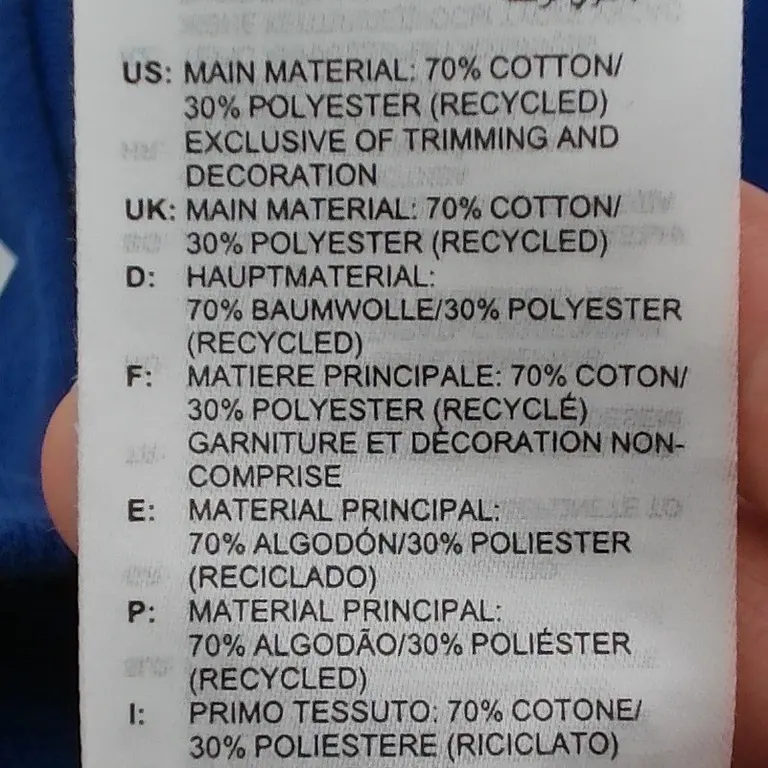 US: MAIN MATERIAL: 70% COTTON/
30% POLYESTER (RECYCLED)
EXCLUSIVE OF TRIMMING AND
DECORATION
UK: MAIN MATERIAL: 70% COTTON/
30% POLYESTER (RECYCLED)
D: HAUPTMATERIAL:
70% BAUMWOLLE/30% POLYESTER
(RECYCLED)
F: MATIERE PRINCIPALE: 70% COTON/
30% POLYESTER (RECYCLÉ)
GARNITURE ET DÉCORATION NON-
COMPRISE
E: MATERIAL PRINCIPAL:
70% ALGODÓN/30% POLIESTER
(RECICLADO)
P: MATERIAL PRINCIPAL:
70% ALGODÃO/30% POLIÉSTER
(RECYCLED)
I: PRIMO TESSUTO: 70% COTONE/
30% POLIESTERE (RICICLATO)